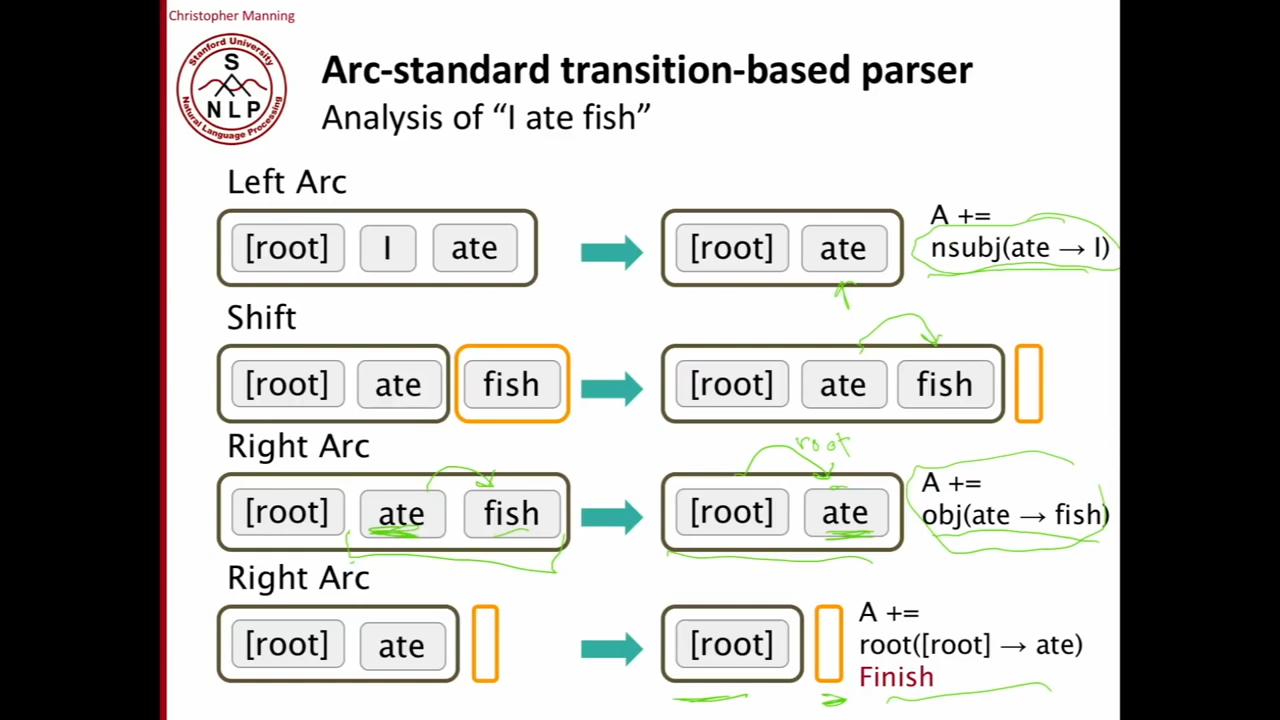 Christopher Manning
Stanford University
S
N L P
Natural Language Processing
Arc-standard transition-based parser
Analysis of “I ate fish”
Left Arc
[root] I ate [root] ate
A +=
nsubj(ate → I)
Shift
[root] ate fish [root] ate fish
Right Arc
root
[root] ate fish [root] ate
A +=
obj(ate → fish)
Right Arc
[root] ate [root]
A +=
root([root] → ate)
Finish